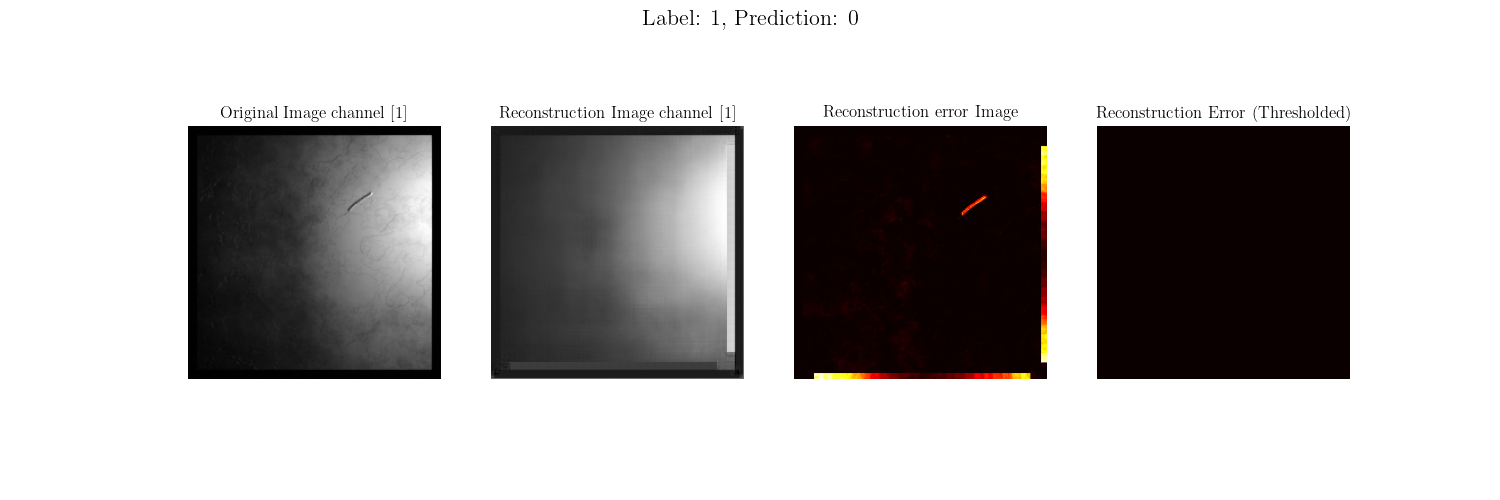 Label: 1, Prediction: 0
Original Image channel [1]
Reconstruction Image channel [1]
Reconstruction error Image
Reconstruction Error (Thresholded)